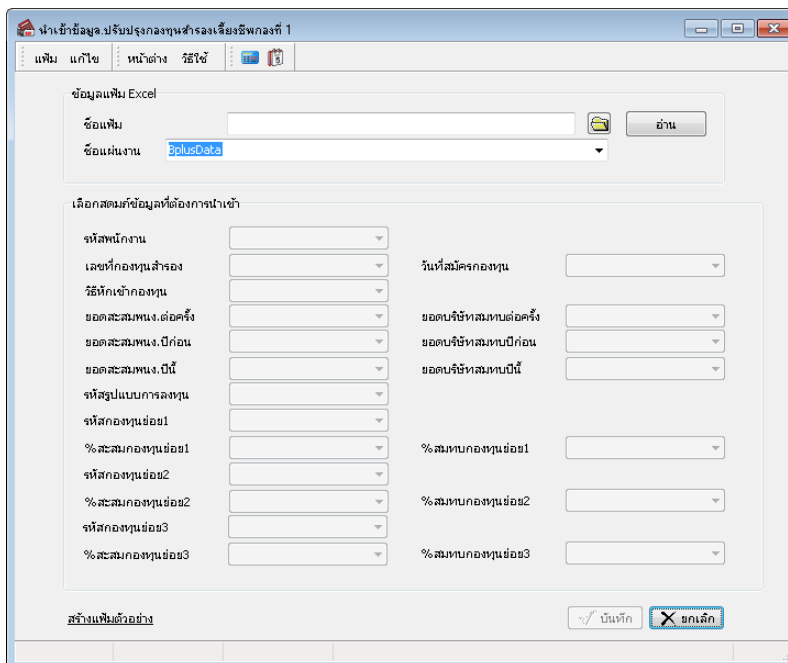 นำเข้าข้อมูล.ปรับปรุงกองทุนสำรองเลี้ยงชีพกองที่ 1
แฟ้ม แก้ไข หน้าต่าง วิธีใช้
ข้อมูลแฟ้ม Excel
ชื่อแฟ้ม อ่าน
ชื่อแผ่นงาน BplusData
เลือกสดมภ์ข้อมูลที่ต้องการนำเข้า
รหัสพนักงาน
เลขที่กองทุนสำรอง วันที่สมัครกองทุน
วิธีหักเข้ากองทุน
ยอดสะสมพนง.ต่อครั้ง ยอดบริษัทสมทบต่อครั้ง
ยอดสะสมพนง.ปีก่อน ยอดบริษัทสมทบปีก่อน
ยอดสะสมพนง.ปีนี้ ยอดบริษัทสมทบปีนี้
รหัสรูปแบบการลงทุน
รหัสกองทุนย่อย1
%สะสมกองทุนย่อย1 %สมทบกองทุนย่อย1
รหัสกองทุนย่อย2
%สะสมกองทุนย่อย2 %สมทบกองทุนย่อย2
รหัสกองทุนย่อย3
%สะสมกองทุนย่อย3 %สมทบกองทุนย่อย3
สร้างแฟ้มตัวอย่าง บันทึก ยกเลิก